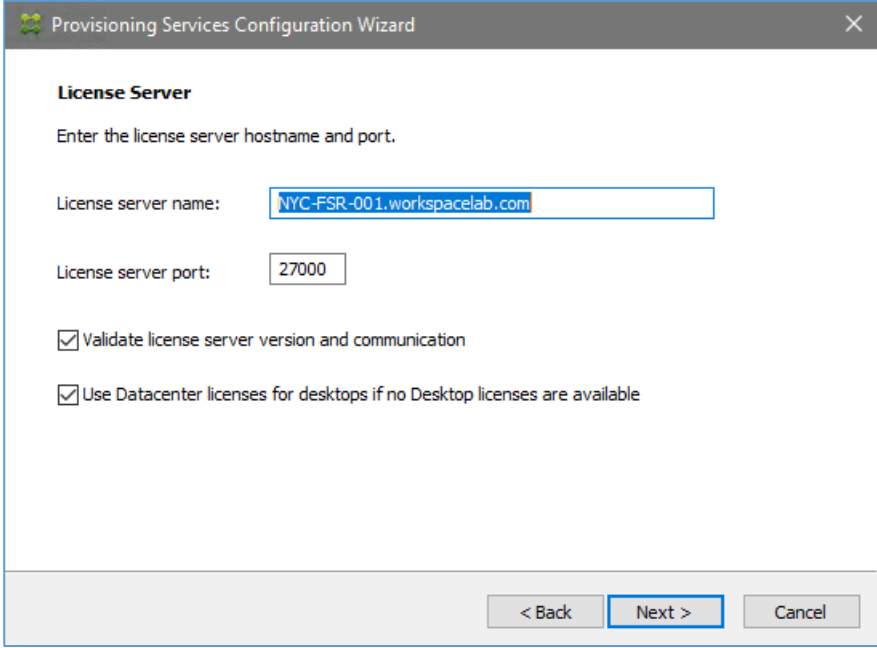 Provisioning Services Configuration Wizard
License Server
Enter the license server hostname and port.
License server name: NYC-FSR-001.workspacelab.com
License server port: 27000
Validate license server version and communication
Use Datacenter licenses for desktops if no Desktop licenses are available
< Back Next > Cancel